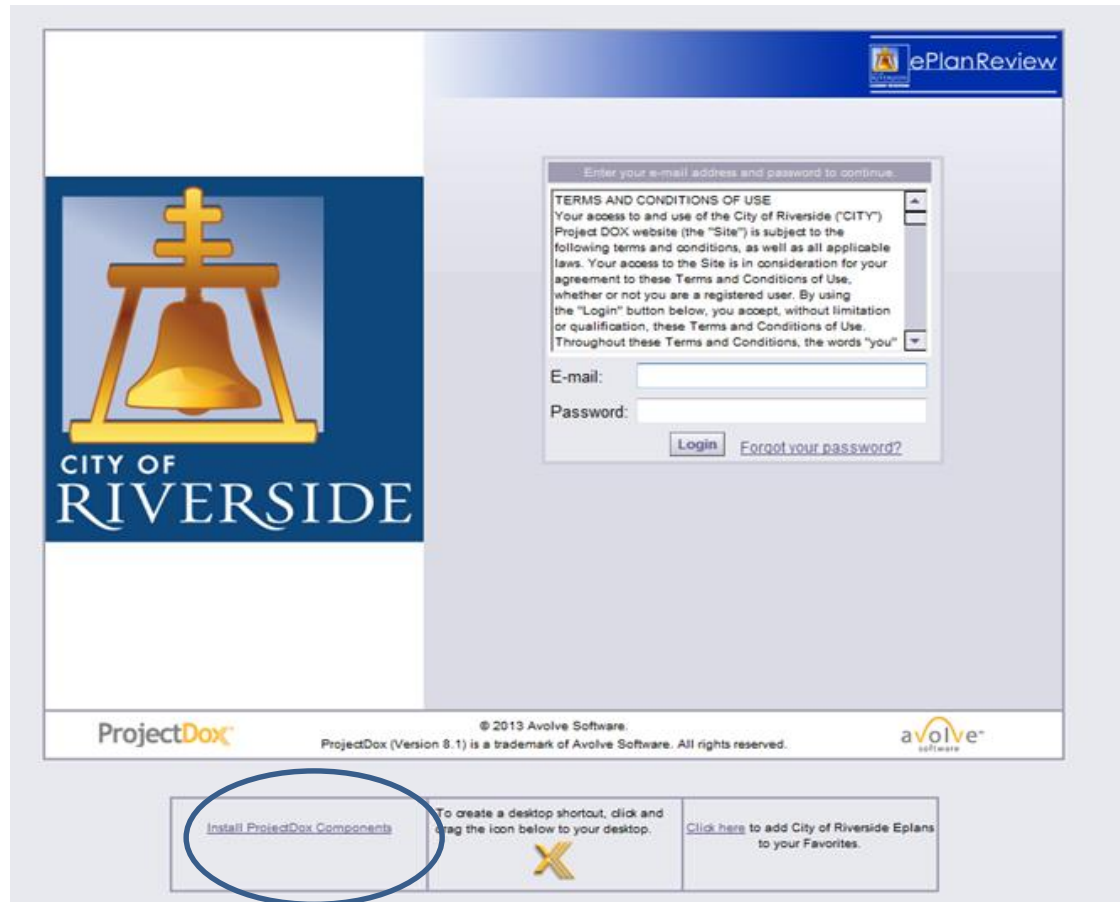 ePlanReview
Enter your e-mail address and password to continue.
TERMS AND CONDITIONS OF USE
Your access to and use of the City of Riverside ("CITY")
Project DOX website (the "Site") is subject to the
following terms and conditions, as well as all applicable
laws. Your access to the Site is in consideration for your
agreement to these Terms and Conditions of Use,
whether or not you are a registered user. By using
the "Login" button below, you accept, without limitation
or qualification, these Terms and Conditions of Use.
Throughout these Terms and Conditions, the words "you"
E-mail:
Password:
Login Forgot your password?
CITY OF
RIVERSIDE
ProjectDox
© 2013 Avolve Software.
ProjectDox (Version 8.1) is a trademark of Avolve Software. All rights reserved.
avolve
software
Install ProjectDox Components
To create a desktop shortcut, click and
drag the icon below to your desktop.
Click here to add City of Riverside Eplans
to your Favorites.